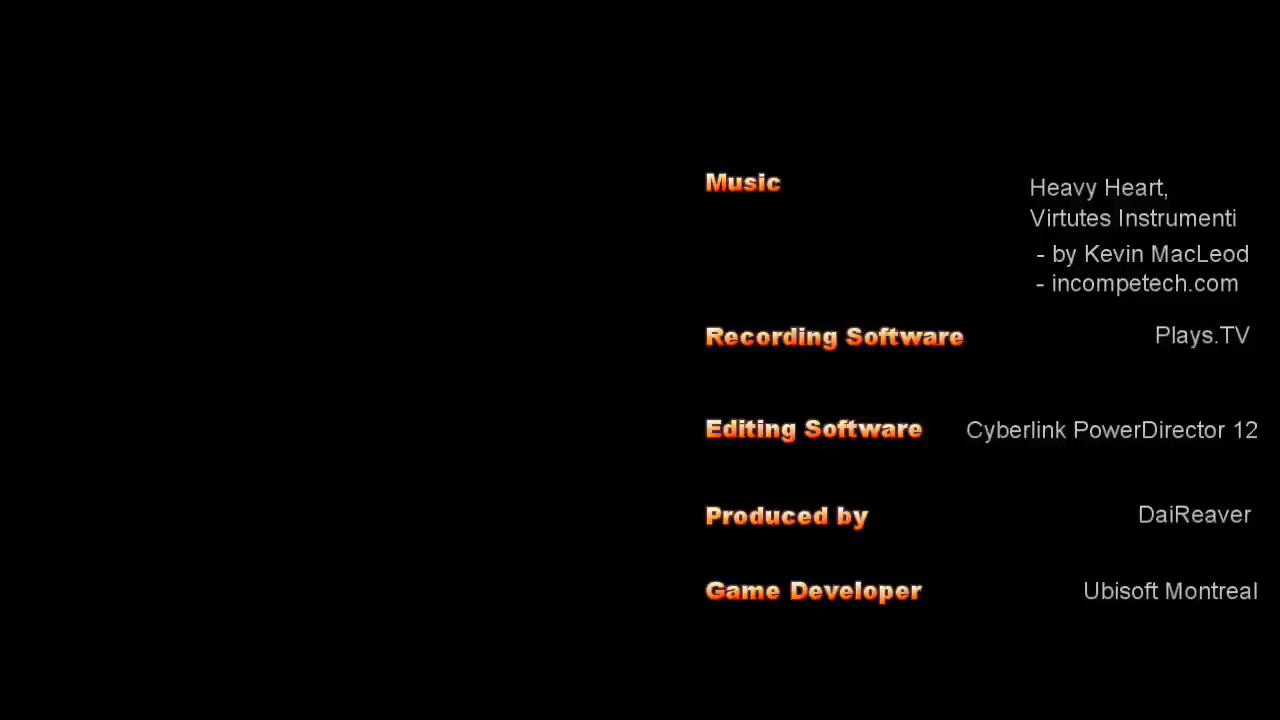 Music
Heavy Heart,
Virtutes Instrumenti
- by Kevin MacLeod
- incompetech.com
Recording Software
Plays.TV
Editing Software
Cyberlink PowerDirector 12
Produced by
DaiReaver
Game Developer
Ubisoft Montreal